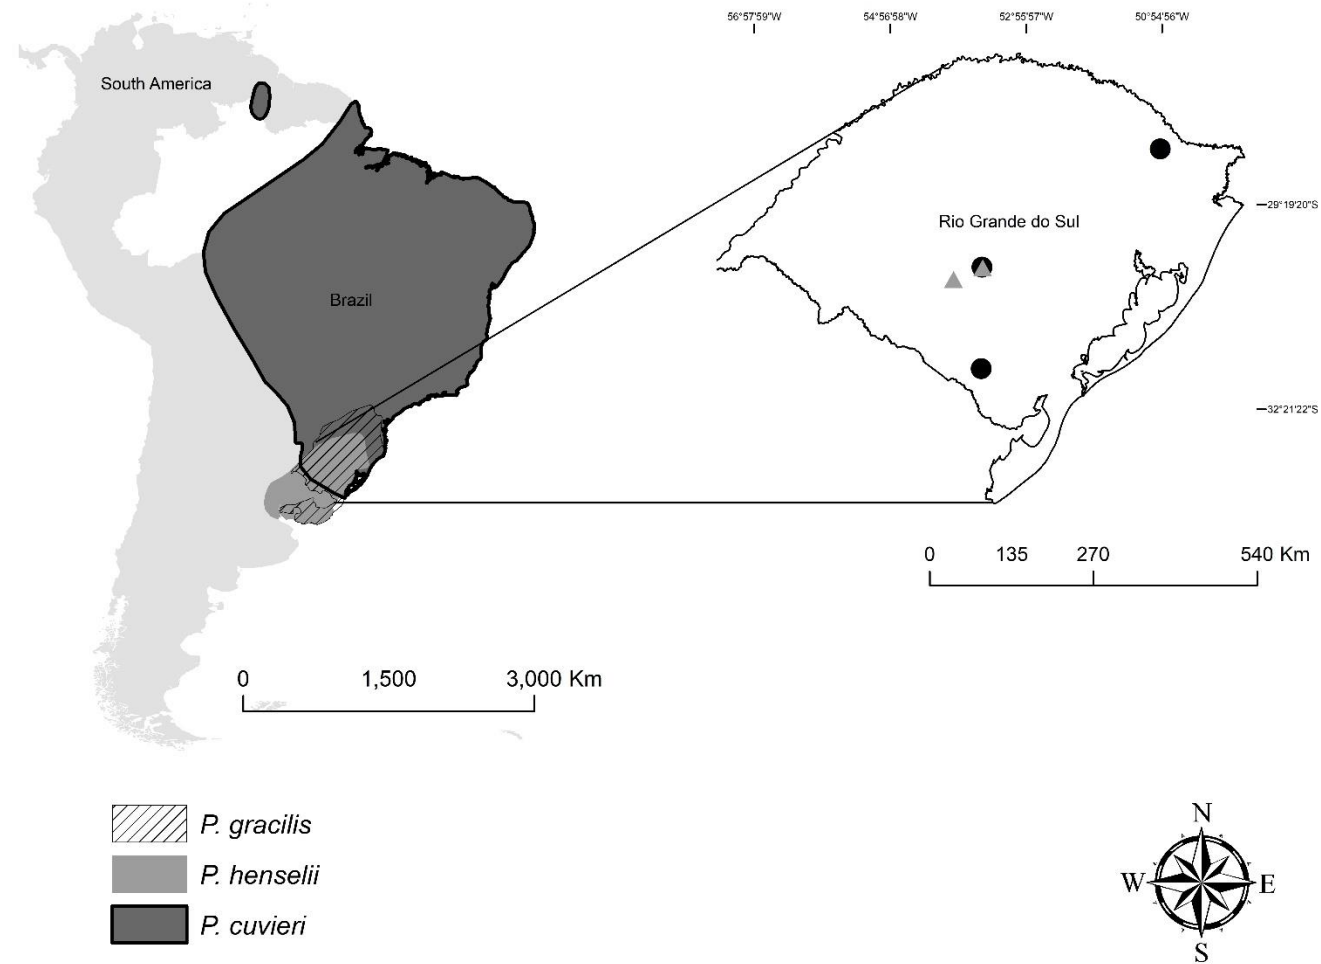 56°57'59"W 54°56'58"W 52°55'57"W 50°54'56"W
South America
29°19'20"S
Rio Grande do Sul
Brazil
32°21'22"S
0 135 270 540 Km
0 1,500 3,000 Km
P. gracilis
P. henselii
P. cuvieri
N
W E
S